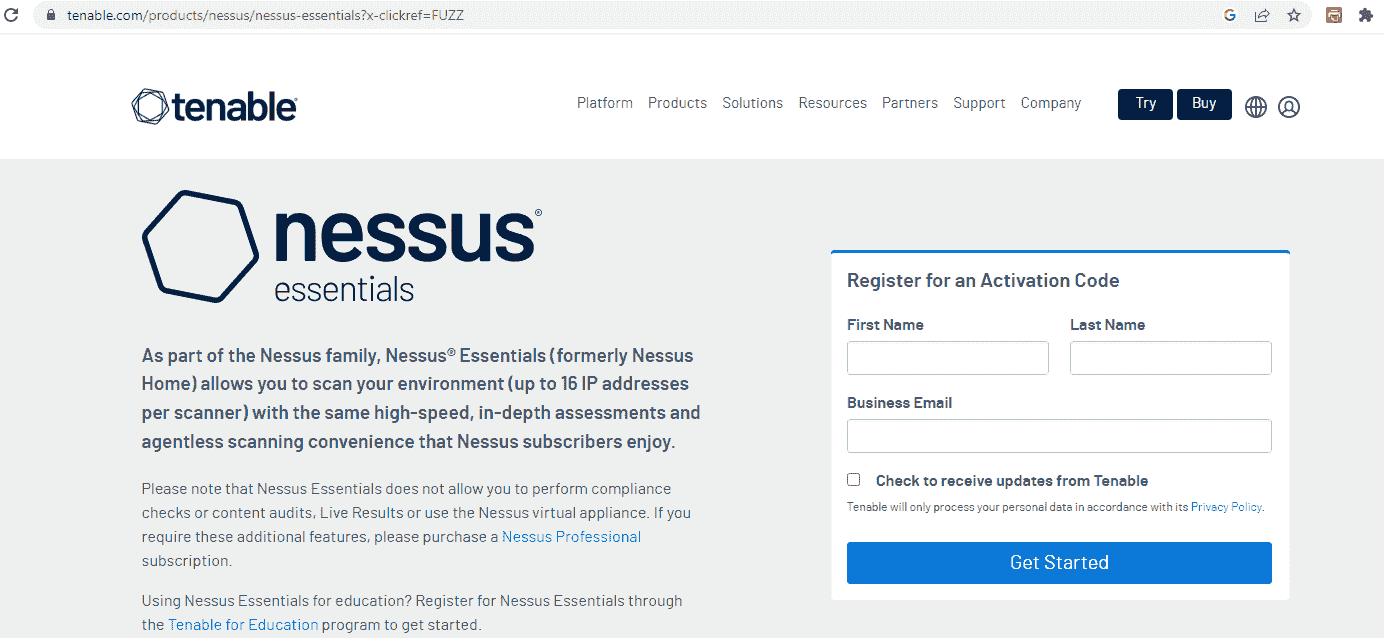 tenable.com/products/nessus/nessus-essentials?x-clickref=FUZZ
tenable®
Platform Products Solutions Resources Partners Support Company Try Buy
nessus®
essentials
As part of the Nessus family, Nessus® Essentials (formerly Nessus
Home) allows you to scan your environment (up to 16 IP addresses
per scanner) with the same high-speed, in-depth assessments and
agentless scanning convenience that Nessus subscribers enjoy.
Please note that Nessus Essentials does not allow you to perform compliance
checks or content audits, Live Results or use the Nessus virtual appliance. If you
require these additional features, please purchase a Nessus Professional
subscription.
Using Nessus Essentials for education? Register for Nessus Essentials through
the Tenable for Education program to get started.
Register for an Activation Code
First Name Last Name
Business Email
Check to receive updates from Tenable
Tenable will only process your personal data in accordance with its Privacy Policy.
Get Started